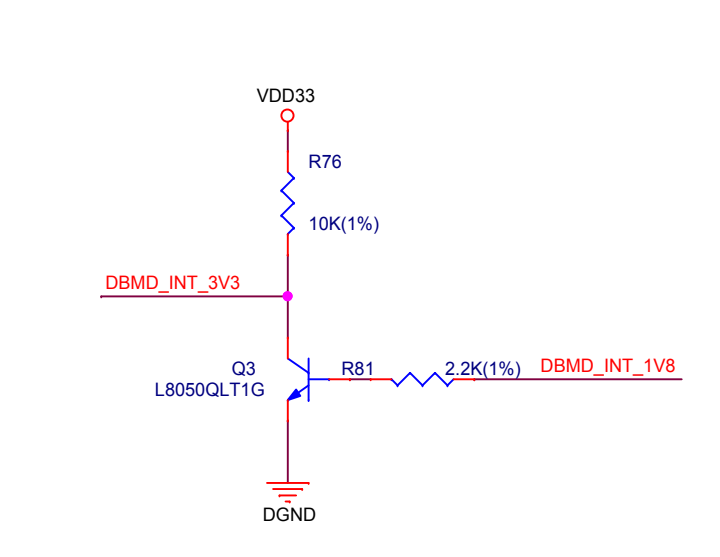 VDD33
R76
10K(1%)
DBMD_INT_3V3
Q3
L8050QLT1G
R81
2.2K(1%)
DBMD_INT_1V8
DGND